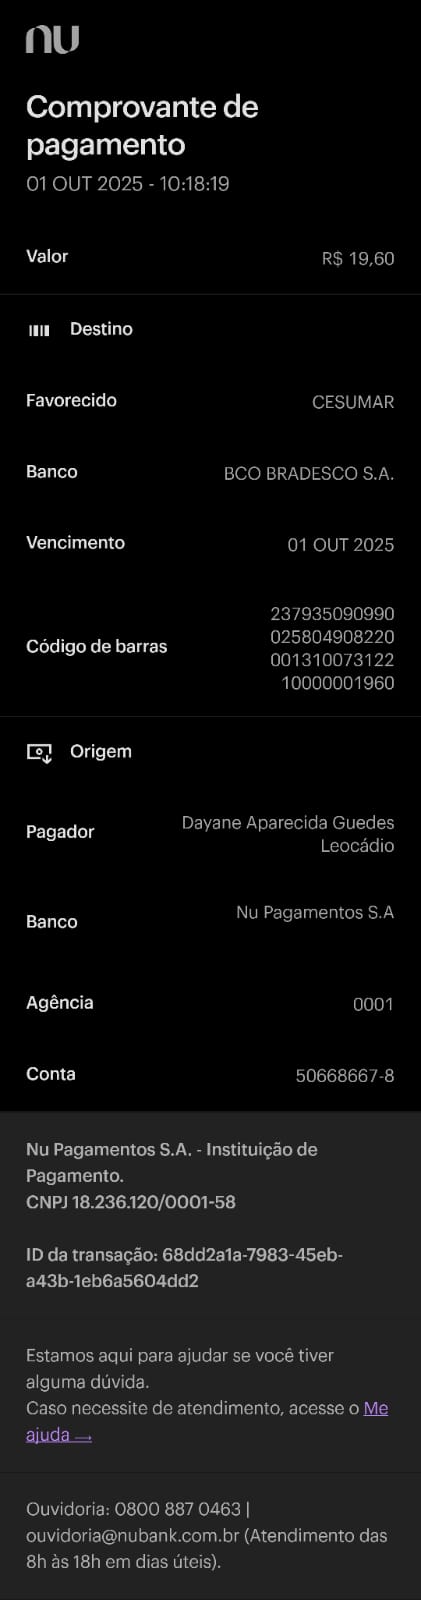 nu
Comprovante de
pagamento
01 OUT 2025 - 10:18:19
Valor
R$ 19,60
Destino
Favorecido
CESUMAR
Banco
BCO BRADESCO S.A.
Vencimento
01 OUT 2025
Código de barras
237935090990
025804908220
001310073122
10000001960
Origem
Pagador
Dayane Aparecida Guedes
Leocádio
Banco
Nu Pagamentos S.A
Agência
0001
Conta
50668667-8
Nu Pagamentos S.A. - Instituição de
Pagamento.
CNPJ 18.236.120/0001-58
ID da transação: 68dd2a1a-7983-45eb-
a43b-1eb6a5604dd2
Estamos aqui para ajudar se você tiver
alguma dúvida.
Caso necessite de atendimento, acesse o Me
ajuda →
Ouvidoria: 0800 887 0463 |
ouvidoria@nubank.com.br (Atendimento das
8h às 18h em dias úteis).